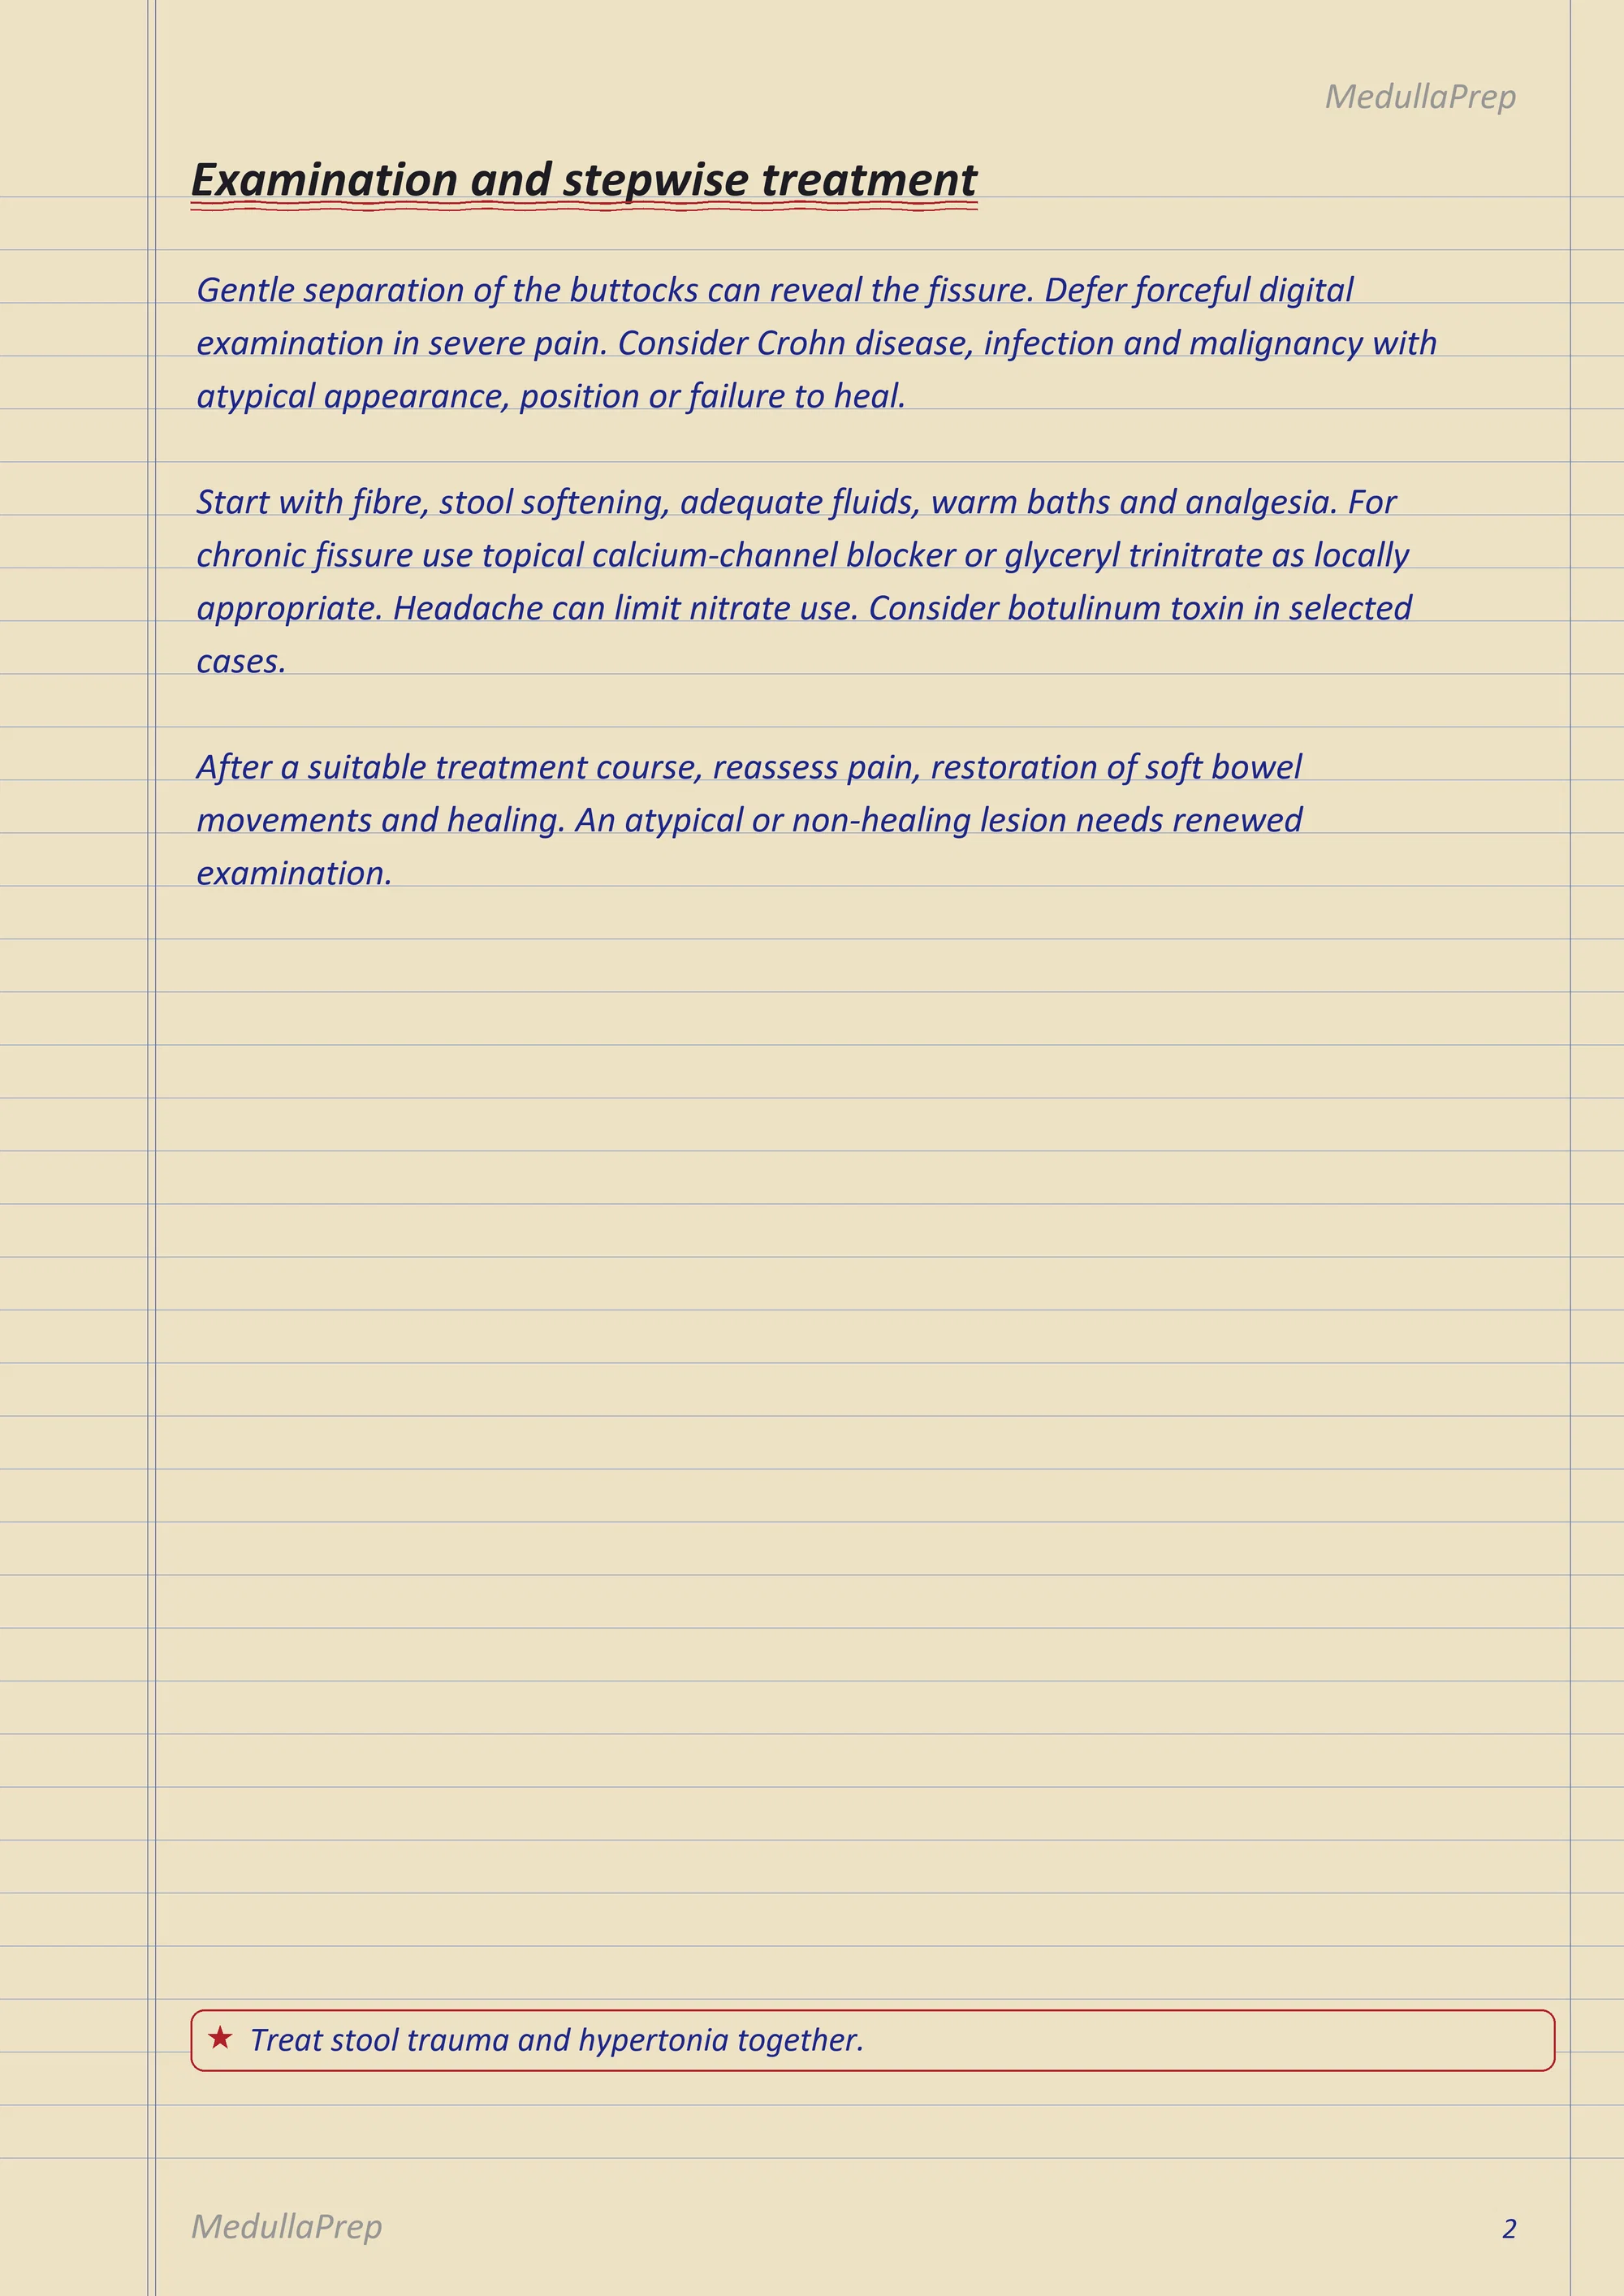 MedullaPrep
Examination and stepwise treatment
Gentle separation of the buttocks can reveal the fissure. Defer forceful digital
examination in severe pain. Consider Crohn disease, infection and malignancy with
atypical appearance, position or failure to heal.
Start with fibre, stool softening, adequate fluids, warm baths and analgesia. For
chronic fissure use topical calcium-channel blocker or glyceryl trinitrate as locally
appropriate. Headache can limit nitrate use. Consider botulinum toxin in selected
cases.
After a suitable treatment course, reassess pain, restoration of soft bowel
movements and healing. An atypical or non-healing lesion needs renewed
examination.
★ Treat stool trauma and hypertonia together.
MedullaPrep
2